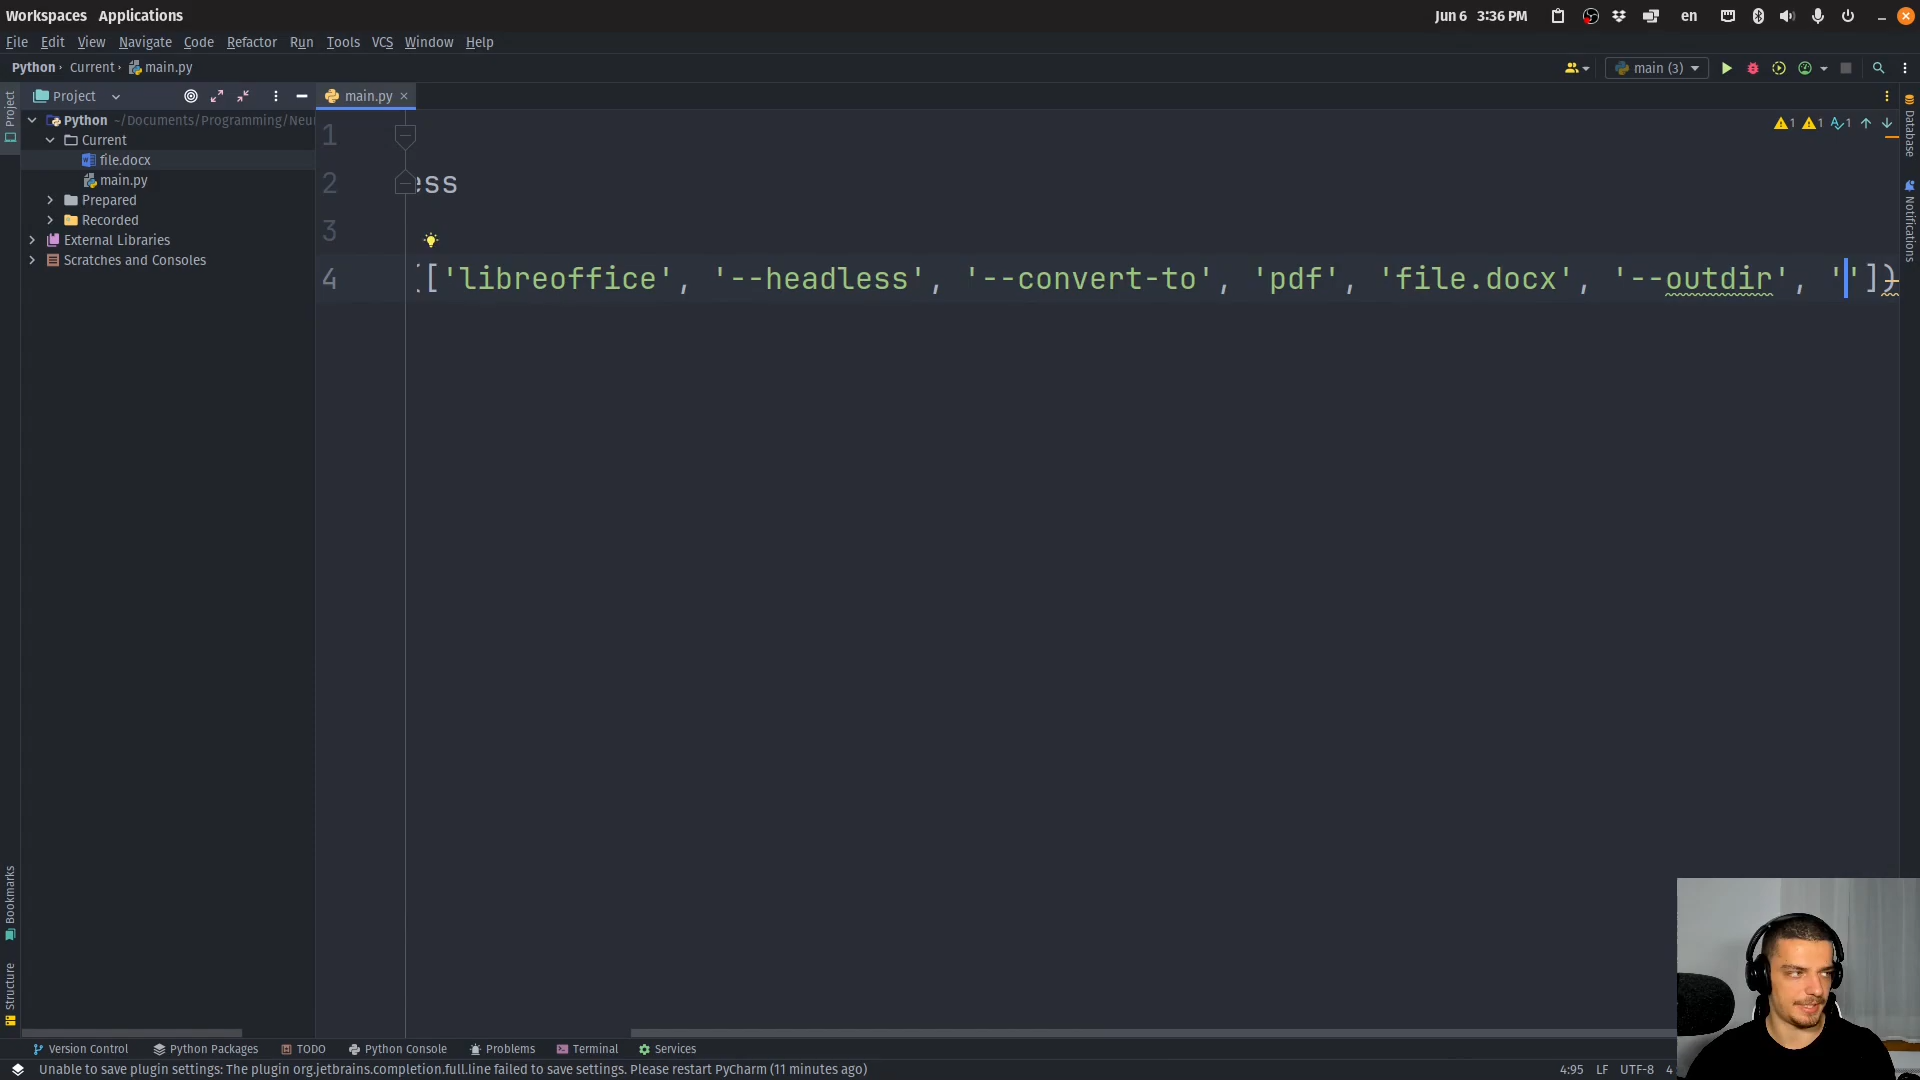 Workspaces Applications
Jun 6 3:36 PM en
File Edit View Navigate Code Refactor Run Tools VCS Window Help
Python Current main.py
main (3)
Project
main.py
Project
Python ~/Documents/Programming/Neu
Current
file.docx
main.py
Prepared
Recorded
External Libraries
Scratches and Consoles
1 1 1
Database
Notifications
1
2 ess
3
4 (['libreoffice', '--headless', '--convert-to', 'pdf', 'file.docx', '--outdir', ''])
Bookmarks
Structure
Version Control Python Packages TODO Python Console Problems Terminal Services
Unable to save plugin settings: The plugin org.jetbrains.completion.full.line failed to save settings. Please restart PyCharm (11 minutes ago)
4:95 LF UTF-8 4